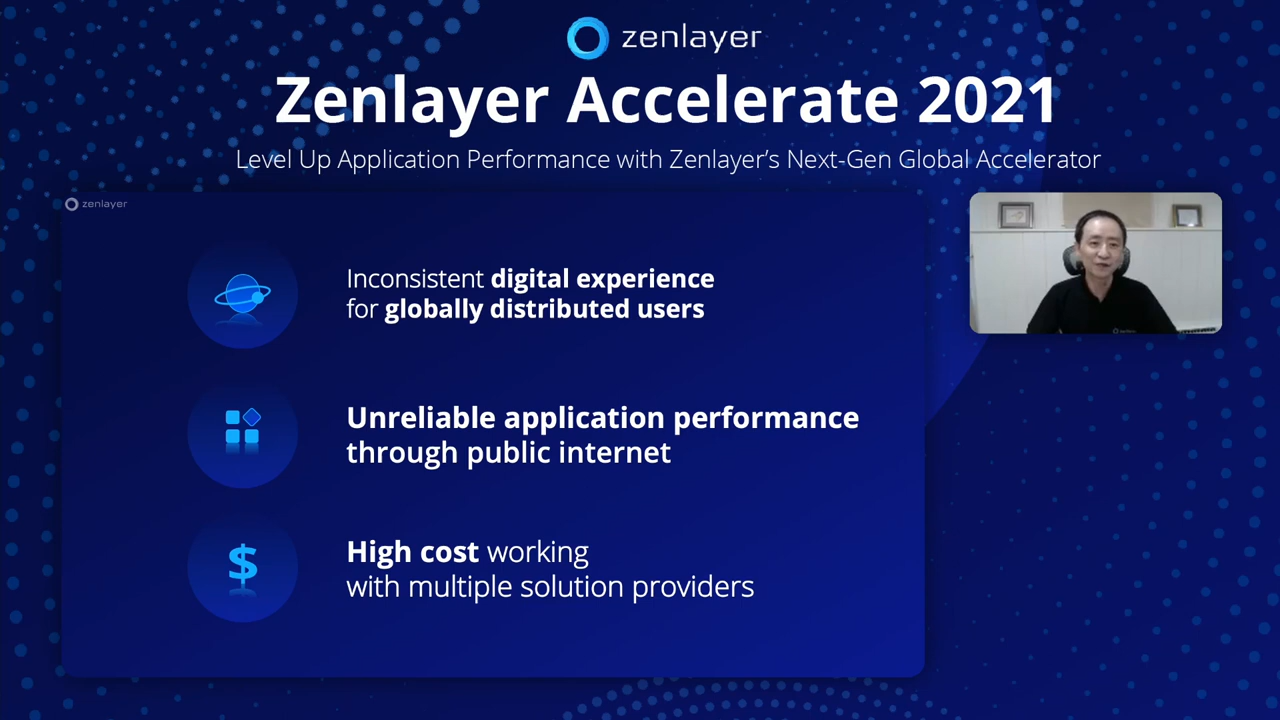 zenlayer
Zenlayer Accelerate 2021
Level Up Application Performance with Zenlayer’s Next-Gen Global Accelerator
zenlayer
Inconsistent digital experience
for globally distributed users
Unreliable application performance
through public internet
$
High cost working
with multiple solution providers